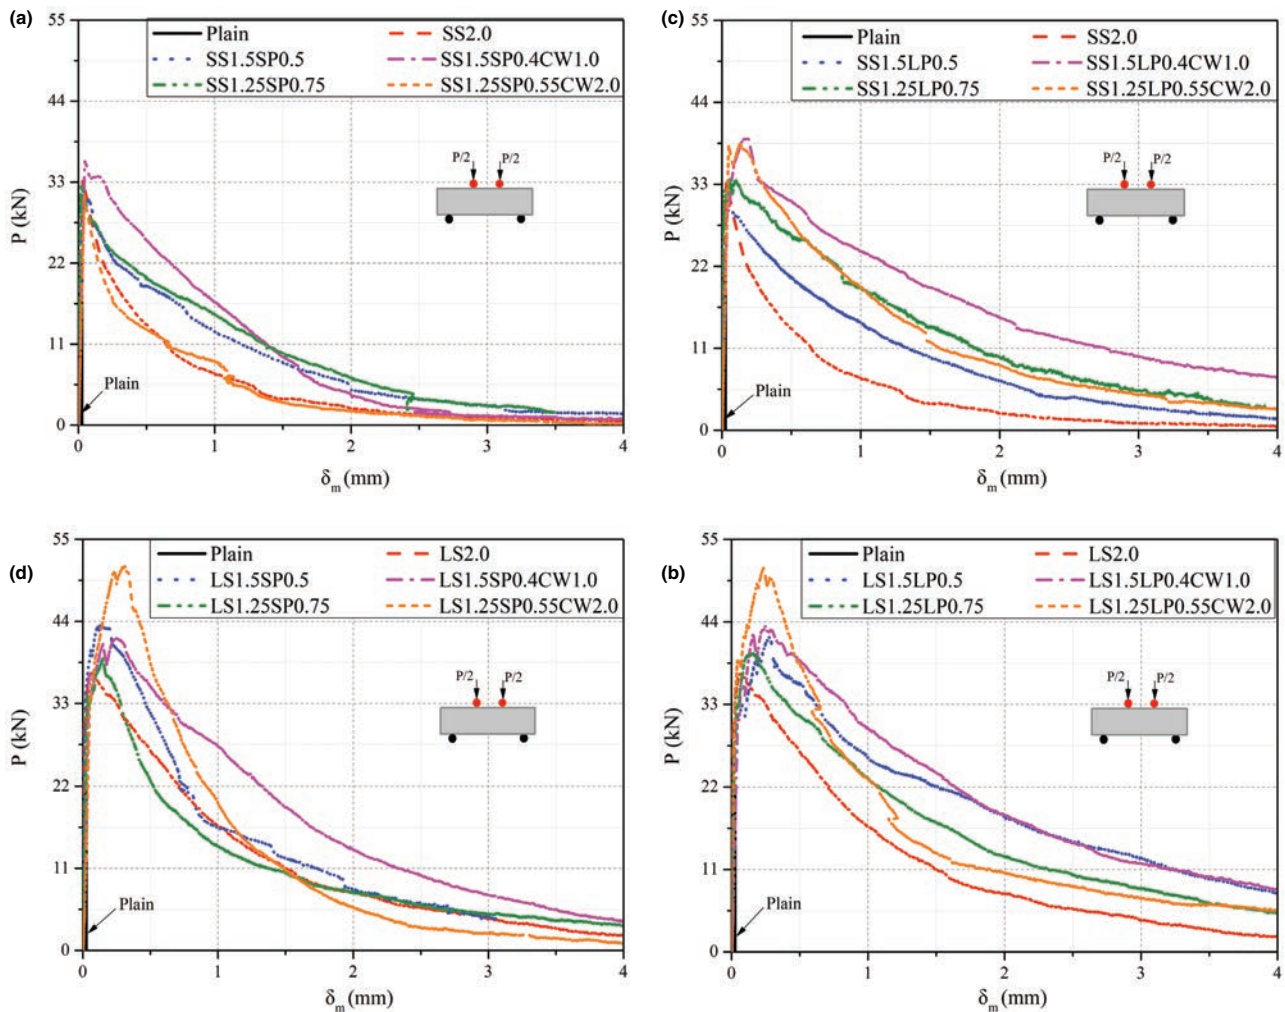 (a)
55
44
33
22
11
0
P (kN)
Plain
SS2.0
SS1.5SP0.5
SS1.5SP0.4CW1.0
SS1.25SP0.75
SS1.25SP0.55CW2.0
P/2 P/2
Plain
0 1 2 3 4
δm (mm)
(c)
55
44
33
22
11
0
P (kN)
Plain
SS2.0
SS1.5LP0.5
SS1.5LP0.4CW1.0
SS1.25LP0.75
SS1.25LP0.55CW2.0
P/2 P/2
Plain
0 1 2 3 4
δm (mm)
(d)
55
44
33
22
11
0
P (kN)
Plain
LS2.0
LS1.5SP0.5
LS1.5SP0.4CW1.0
LS1.25SP0.75
LS1.25SP0.55CW2.0
P/2 P/2
Plain
0 1 2 3 4
δm (mm)
(b)
55
44
33
22
11
0
P (kN)
Plain
LS2.0
LS1.5LP0.5
LS1.5LP0.4CW1.0
LS1.25LP0.75
LS1.25LP0.55CW2.0
P/2 P/2
Plain
0 1 2 3 4
δm (mm)